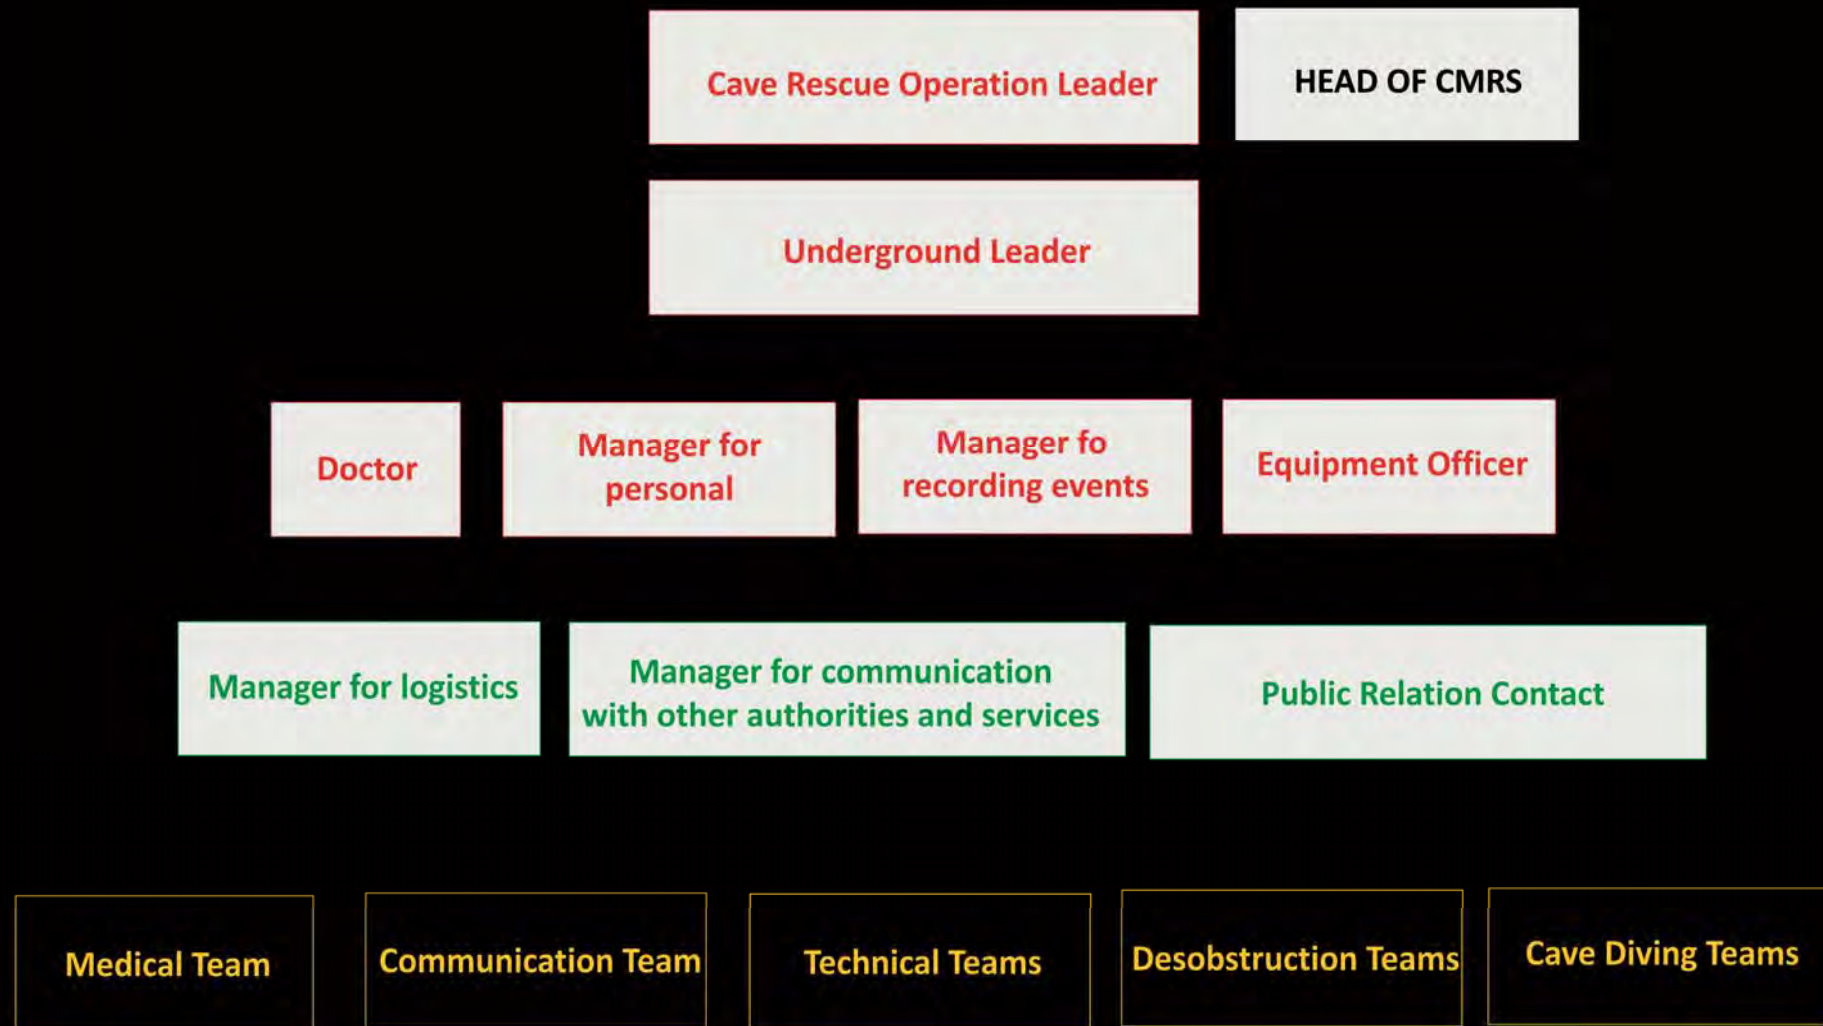 Cave Rescue Operation Leader
HEAD OF CMRS
Underground Leader
Doctor
Manager for
personal
Manager fo
recording events
Equipment Officer
Manager for logistics
Manager for communication
with other authorities and services
Public Relation Contact
Medical Team
Communication Team
Technical Teams
Desobstruction Teams
Cave Diving Teams